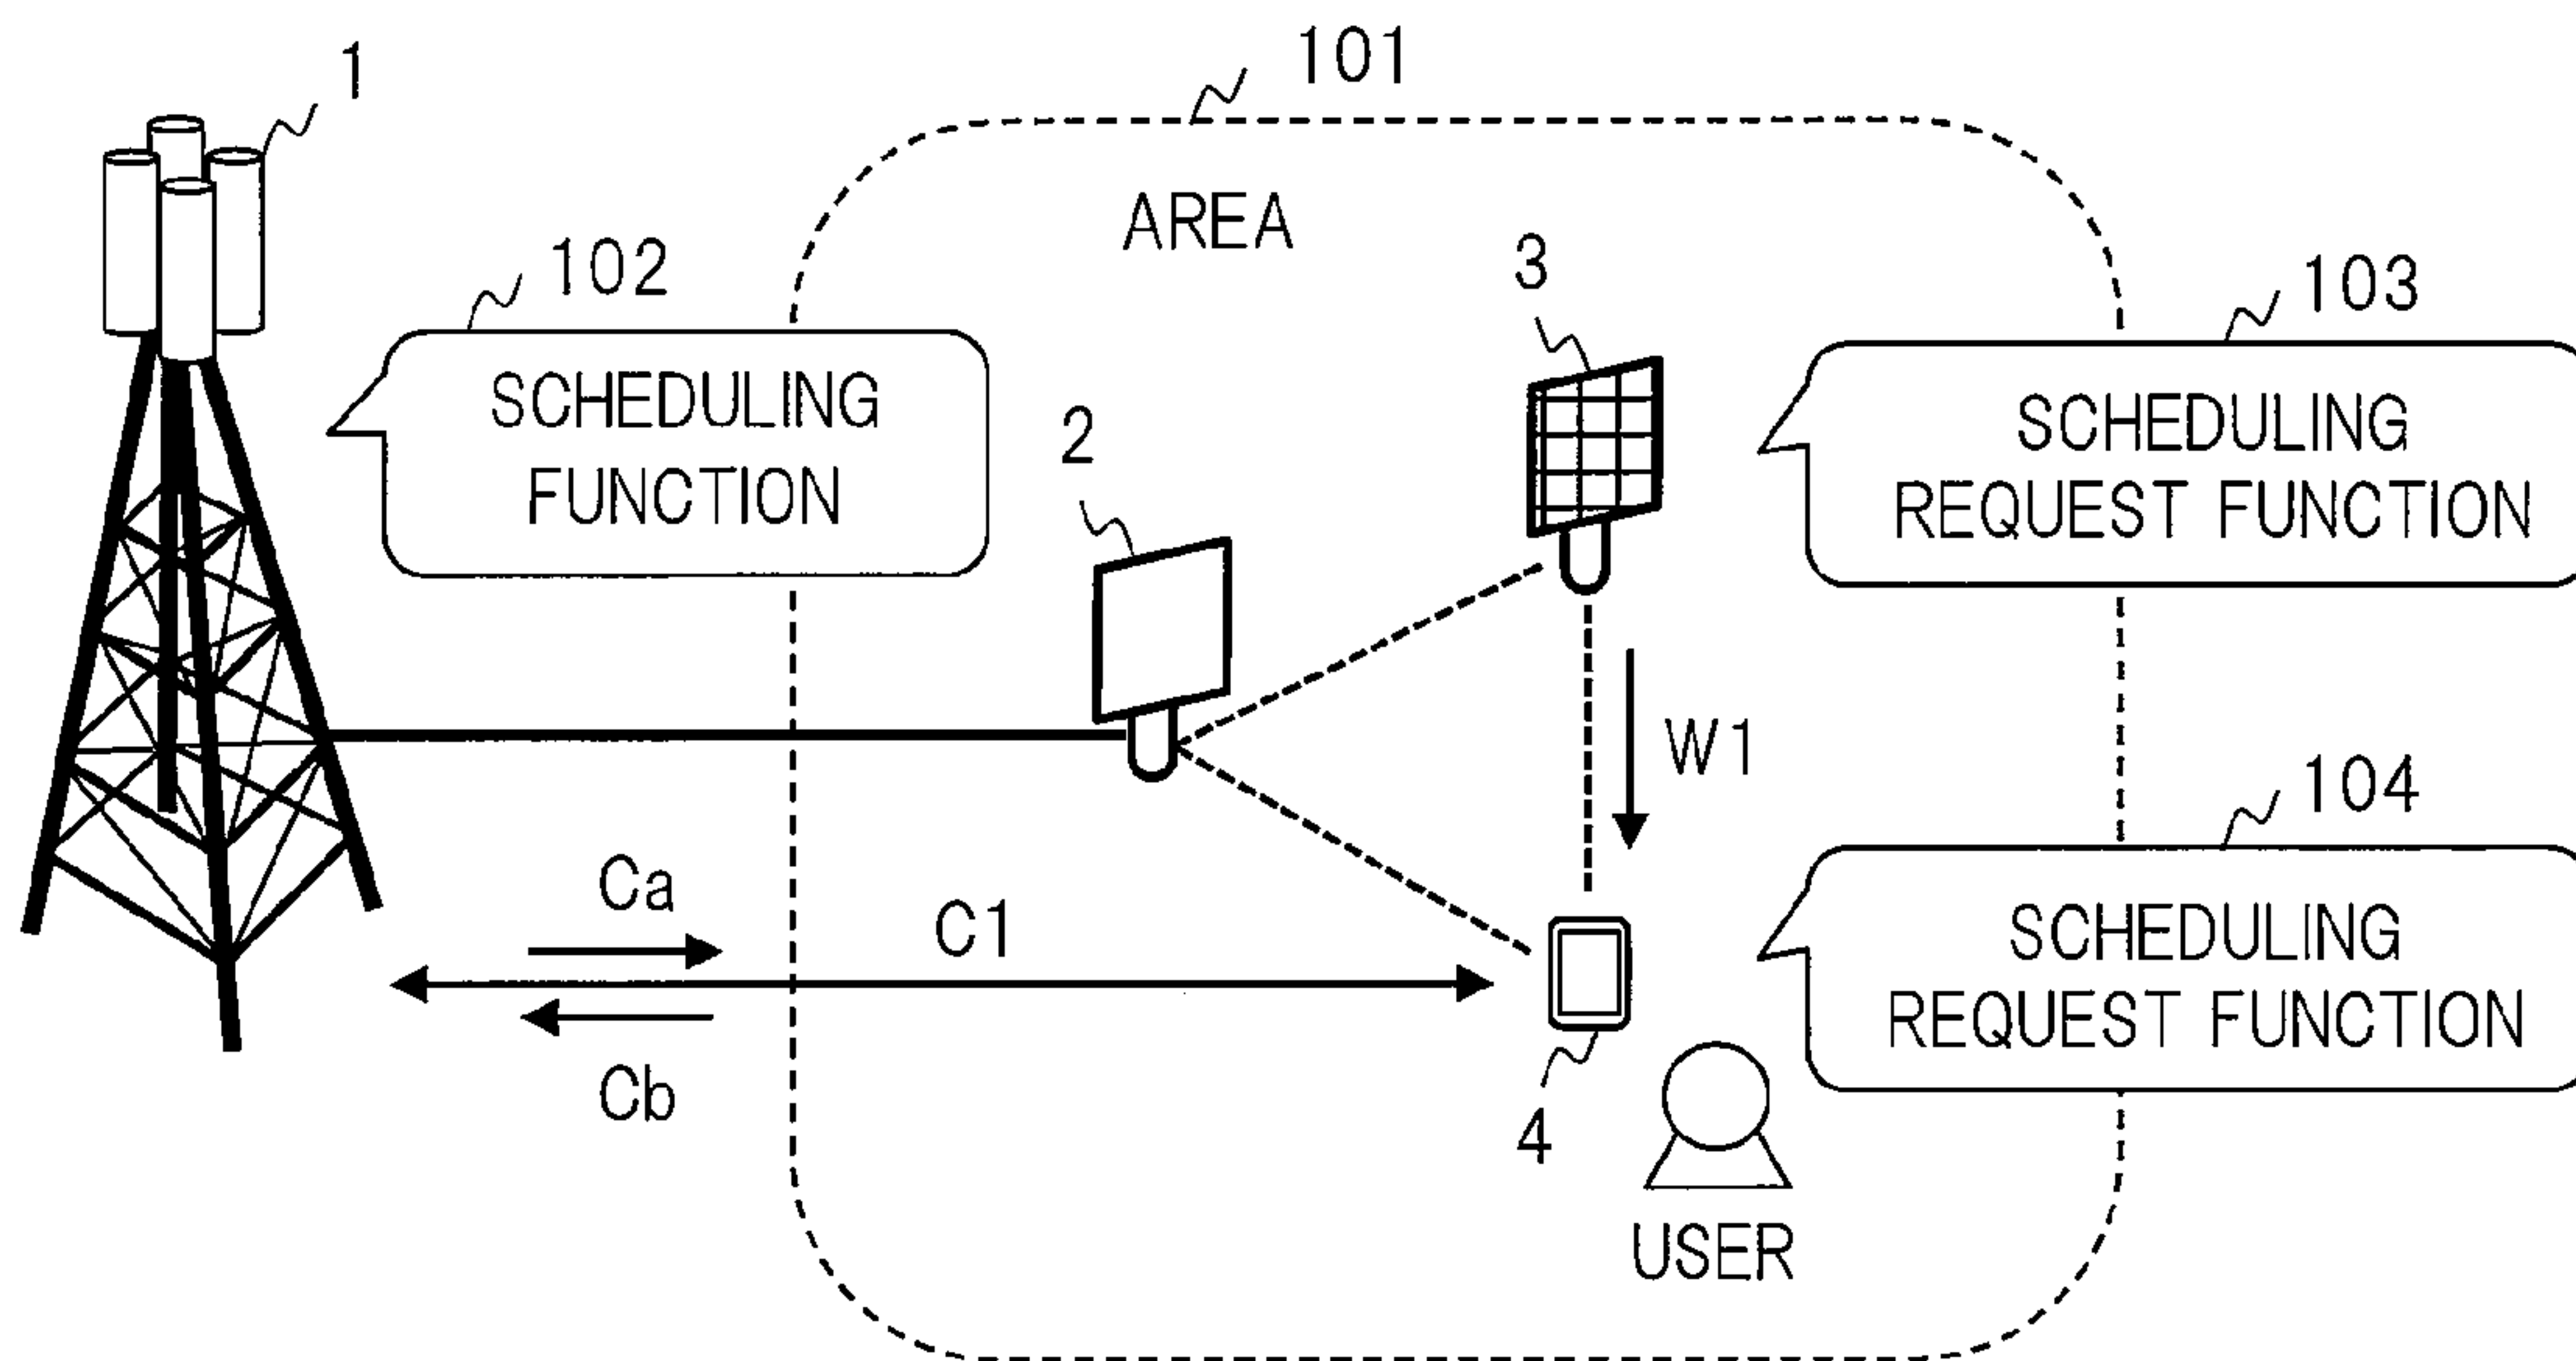 1
101
AREA
102
SCHEDULING
FUNCTION
3
103
SCHEDULING
REQUEST FUNCTION
2
W1
104
SCHEDULING
REQUEST FUNCTION
Ca
C1
Cb
4
USER